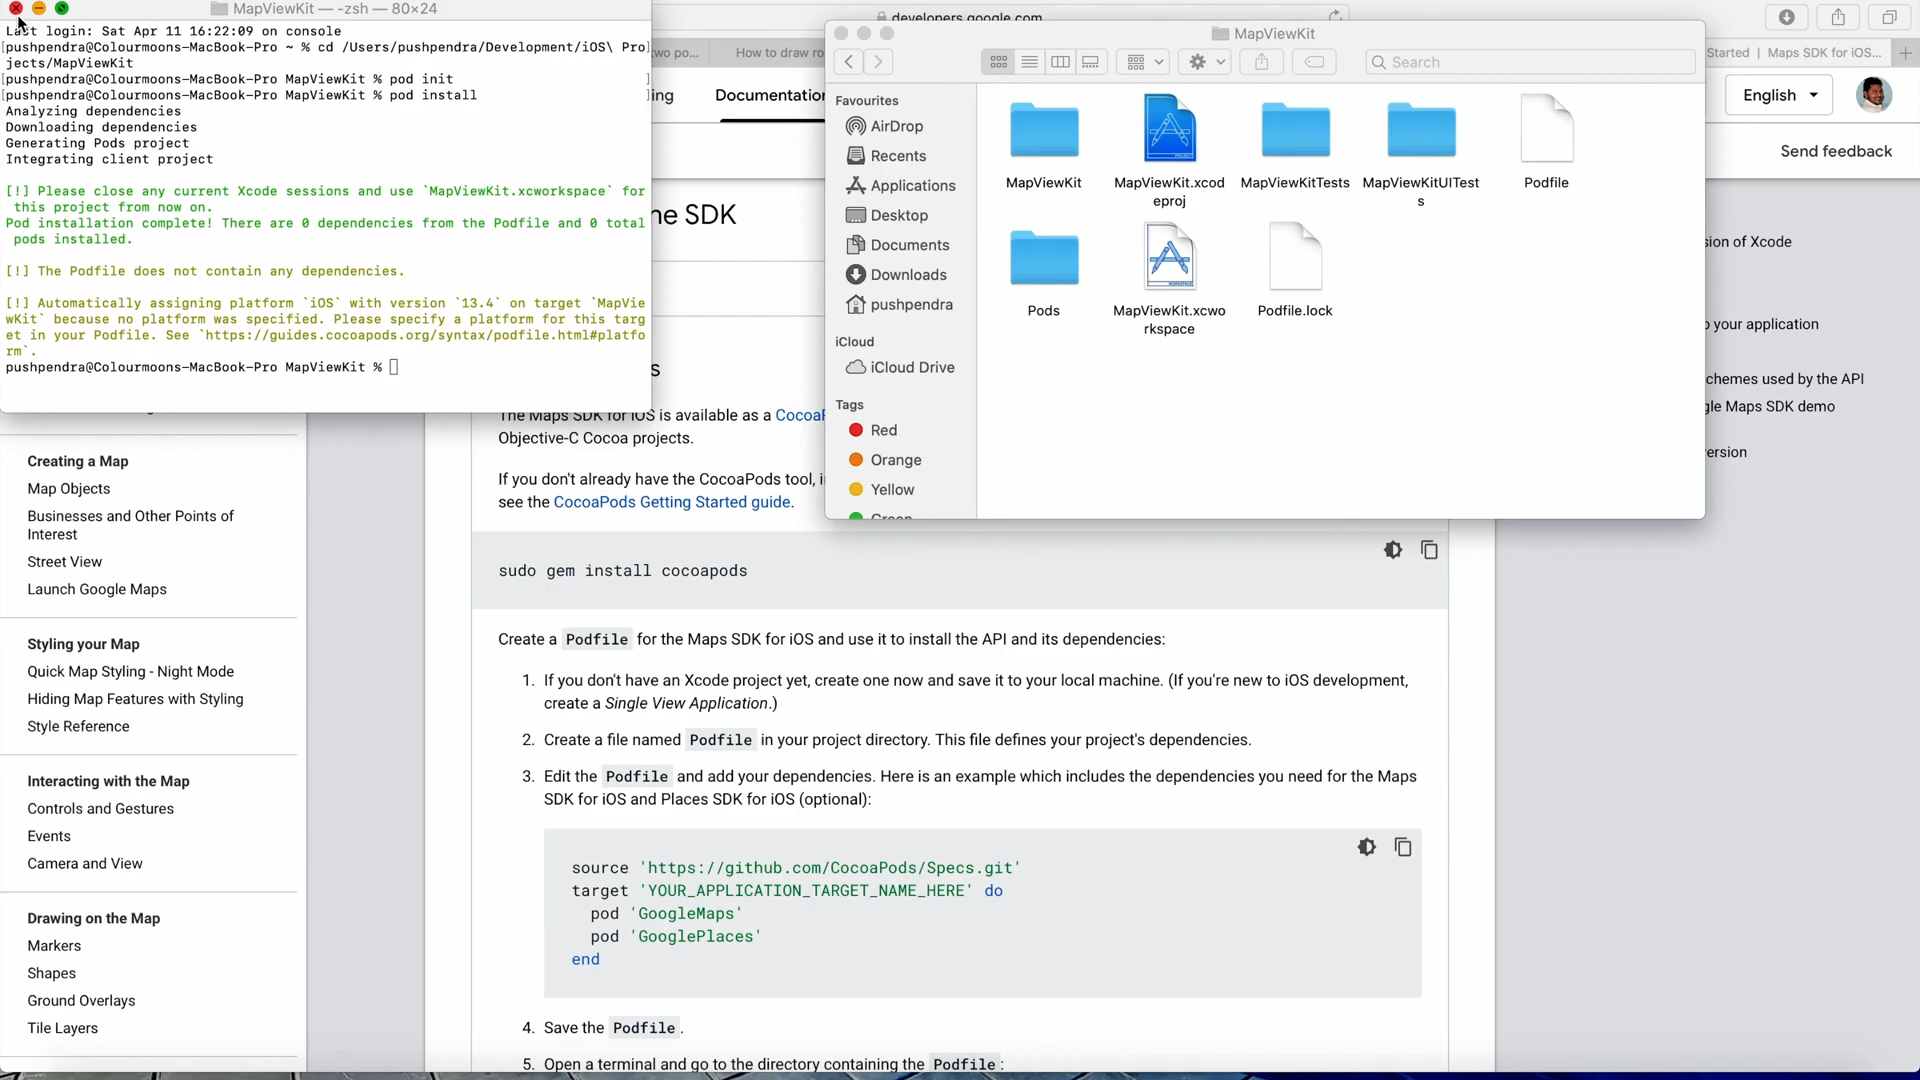 MapViewKit — -zsh — 80×24
Last login: Sat Apr 11 16:22:09 on console
[pushpendra@Colourmoons-MacBook-Pro ~ % cd /Users/pushpendra/Development/iOS\ Pro]
jects/MapViewKit
[pushpendra@Colourmoons-MacBook-Pro MapViewKit % pod init ]
[pushpendra@Colourmoons-MacBook-Pro MapViewKit % pod install ]
Analyzing dependencies
Downloading dependencies
Generating Pods project
Integrating client project
[!] Please close any current Xcode sessions and use `MapViewKit.xcworkspace` for
this project from now on.
Pod installation complete! There are 0 dependencies from the Podfile and 0 total
pods installed.
[!] The Podfile does not contain any dependencies.
[!] Automatically assigning platform `iOS` with version `13.4` on target `MapVie
wKit` because no platform was specified. Please specify a platform for this targ
et in your Podfile. See `https://guides.cocoapods.org/syntax/podfile.html#platfo
rm`.
pushpendra@Colourmoons-MacBook-Pro MapViewKit %
developers.google.com
two po...
How to draw ro
Started | Maps SDK for iOS...
ing
Documentation
English
Send feedback
MapViewKit
Search
Favourites
AirDrop
Recents
Applications
Desktop
Documents
Downloads
pushpendra
iCloud
iCloud Drive
Tags
Red
Orange
Yellow
Green
MapViewKit
MapViewKit.xcod
eproj
MapViewKitTests
MapViewKitUITest
s
Podfile
Pods
MapViewKit.xcwo
rkspace
Podfile.lock
sion of Xcode
o your application
chemes used by the API
gle Maps SDK demo
ersion
ne SDK
s
The Maps SDK for iOS is available as a CocoaP
Objective-C Cocoa projects.
If you don't already have the CocoaPods tool, i
see the CocoaPods Getting Started guide.
sudo gem install cocoapods
Create a Podfile for the Maps SDK for iOS and use it to install the API and its dependencies:
1. If you don't have an Xcode project yet, create one now and save it to your local machine. (If you're new to iOS development,
create a Single View Application.)
2. Create a file named Podfile in your project directory. This file defines your project's dependencies.
3. Edit the Podfile and add your dependencies. Here is an example which includes the dependencies you need for the Maps
SDK for iOS and Places SDK for iOS (optional):
source 'https://github.com/CocoaPods/Specs.git'
target 'YOUR_APPLICATION_TARGET_NAME_HERE' do
pod 'GoogleMaps'
pod 'GooglePlaces'
end
4. Save the Podfile.
5. Open a terminal and go to the directory containing the Podfile:
Creating a Map
Map Objects
Businesses and Other Points of
Interest
Street View
Launch Google Maps
Styling your Map
Quick Map Styling - Night Mode
Hiding Map Features with Styling
Style Reference
Interacting with the Map
Controls and Gestures
Events
Camera and View
Drawing on the Map
Markers
Shapes
Ground Overlays
Tile Layers